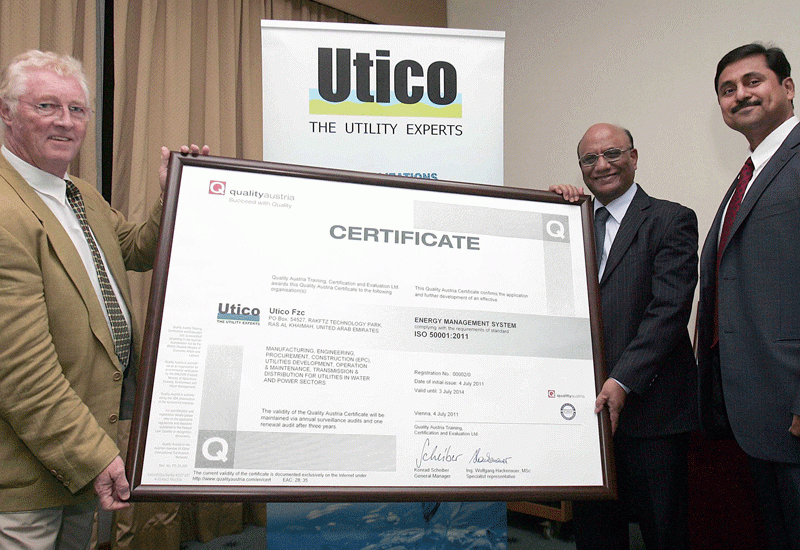 Utico
THE UTILITY EXPERTS
qualityaustria
Succeed with Quality
CERTIFICATE
Q
Quality Austria Training, Certification and Evaluation Ltd.
awards this Quality Austria Certificate to the following
organisation(s):
This Quality Austria Certificate confirms the application
and further development of an effective
Utico
THE UTILITY EXPERTS
Utico Fzc
PO Box: 54627, RAKFTZ TECHNOLOGY PARK
RAS AL KHAIMAH, UNITED ARAB EMIRATES
ENERGY MANAGEMENT SYSTEM
complying with the requirements of standard
ISO 50001:2011
MANUFACTURING, ENGINEERING
PROCUREMENT, CONSTRUCTION (EPC),
UTILITIES DEVELOPMENT, OPERATION
& MAINTENANCE, TRANSMISSION &
DISTRIBUTION FOR UTILITIES IN WATER
AND POWER SECTORS
Registration No.: 00002/0
Date of initial issue: 4 July 2011
Valid until: 3 July 2014
qualityaustria
The validity of the Quality Austria Certificate will be
maintained via annual surveillance audits and one
renewal audit after three years.
Vienna, 4 July 2011
Quality Austria Training,
Certification and Evaluation Ltd.
Q
Konrad Scheiber
General Manager
Ing. Wolfgang Hackenauer, MSc
Specialist representative
The current validity of the certificate is documented exclusively on the Internet under
http://www.qualityaustria.com/en/cert
EAC: 28, 35